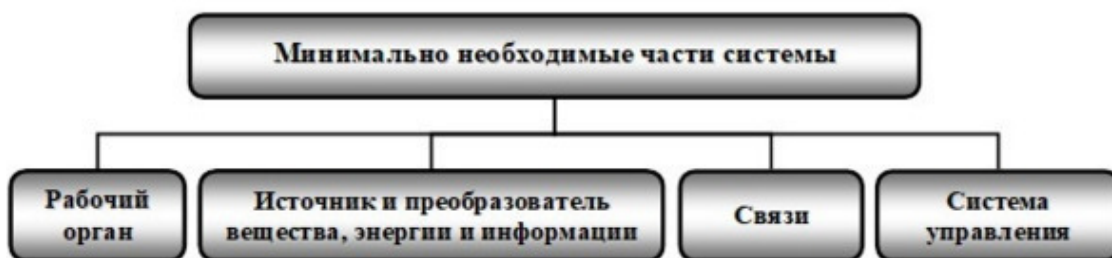 Минимально необходимые части системы
Рабочий
орган
Источник и преобразователь
вещества, энергии и информации
Связи
Система
управления